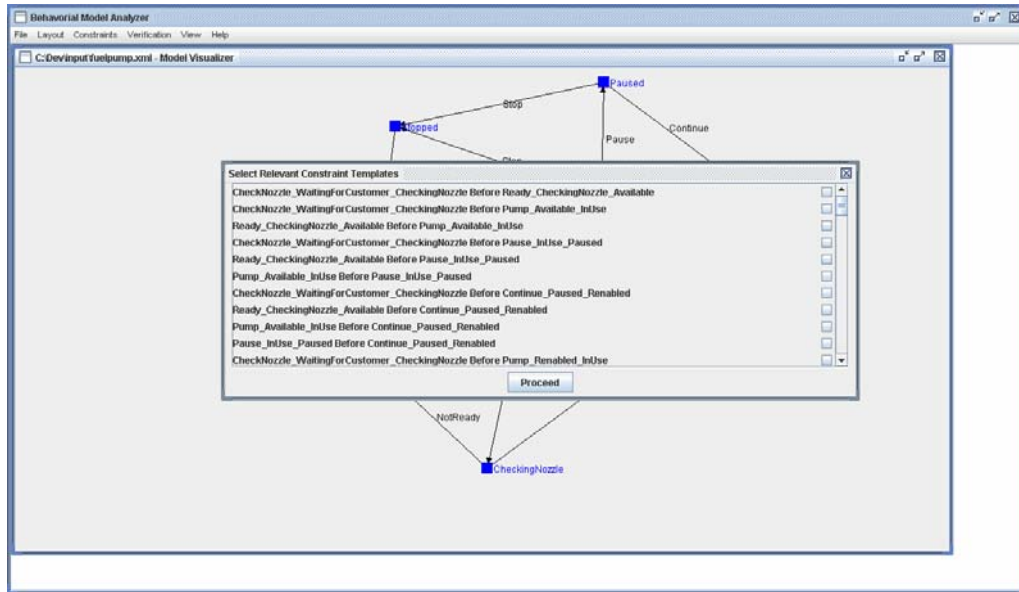 Behavorial Model Analyzer
File Layout Constraints Verification View Help
C:\Dev\input\fuelpump.xml - Model Visualizer
Paused
Stop
Stopped
Continue
Pause
Stop
Select Relevant Constraint Templates
CheckNozzle_WaitingForCustomer_CheckingNozzle Before Ready_CheckingNozzle_Available
CheckNozzle_WaitingForCustomer_CheckingNozzle Before Pump_Available_InUse
Ready_CheckingNozzle_Available Before Pump_Available_InUse
CheckNozzle_WaitingForCustomer_CheckingNozzle Before Pause_InUse_Paused
Ready_CheckingNozzle_Available Before Pause_InUse_Paused
Pump_Available_InUse Before Pause_InUse_Paused
CheckNozzle_WaitingForCustomer_CheckingNozzle Before Continue_Paused_Renabled
Ready_CheckingNozzle_Available Before Continue_Paused_Renabled
Pump_Available_InUse Before Continue_Paused_Renabled
Pause_InUse_Paused Before Continue_Paused_Renabled
CheckNozzle_WaitingForCustomer_CheckingNozzle Before Pump_Renabled_InUse
Proceed
NotReady
CheckingNozzle